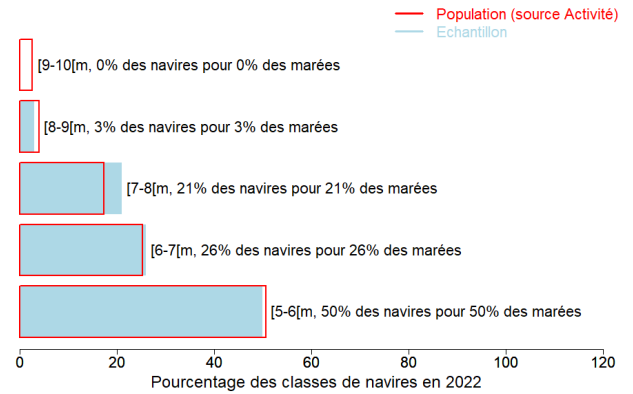 Population (source Activité)
Echantillon
[9-10[m, 0% des navires pour 0% des marées
[8-9[m, 3% des navires pour 3% des marées
[7-8[m, 21% des navires pour 21% des marées
[6-7[m, 26% des navires pour 26% des marées
[5-6[m, 50% des navires pour 50% des marées
0 20 40 60 80 100 120
Pourcentage des classes de navires en 2022